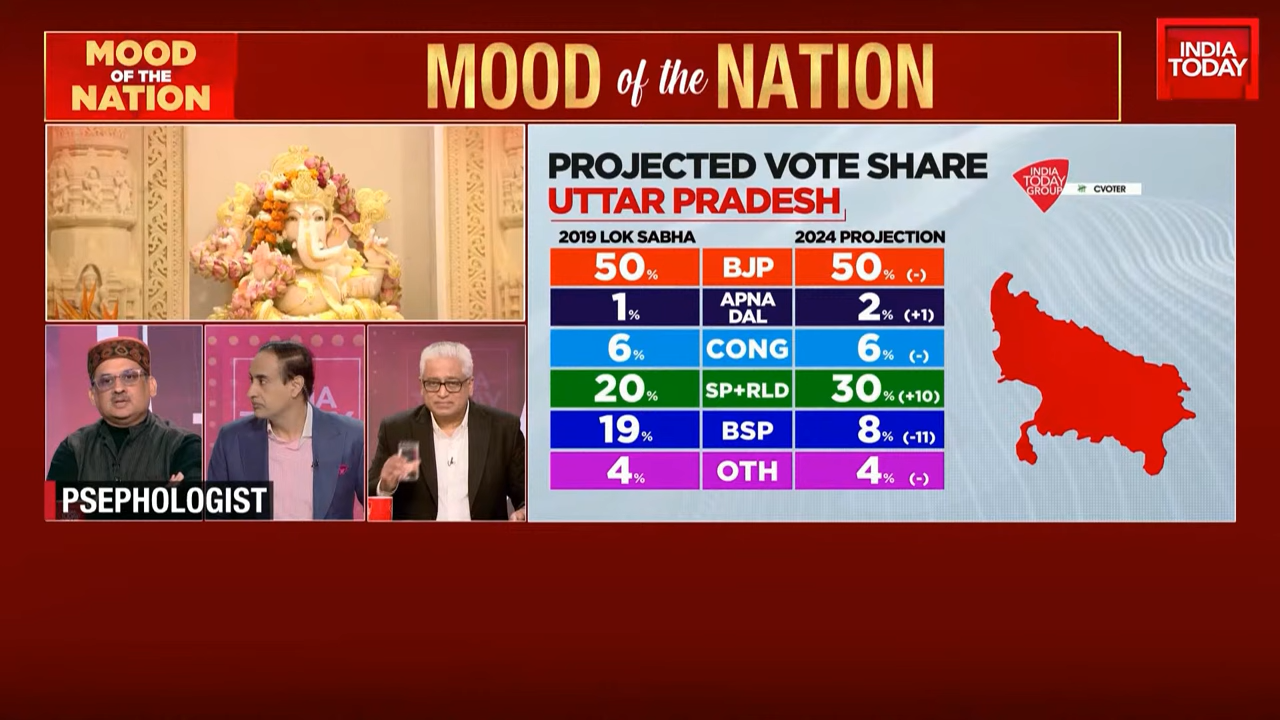 MOOD
OF THE
NATION
MOOD of the NATION
INDIA
TODAY
PROJECTED VOTE SHARE
UTTAR PRADESH
INDIA
TODAY
GROUP
CVOTER
2019 LOK SABHA 2024 PROJECTION
50% BJP 50% (-)
1% APNA DAL 2% (+1)
6% CONG 6% (-)
20% SP+RLD 30% (+10)
19% BSP 8% (-11)
4% OTH 4% (-)
PSEPHOLOGIST